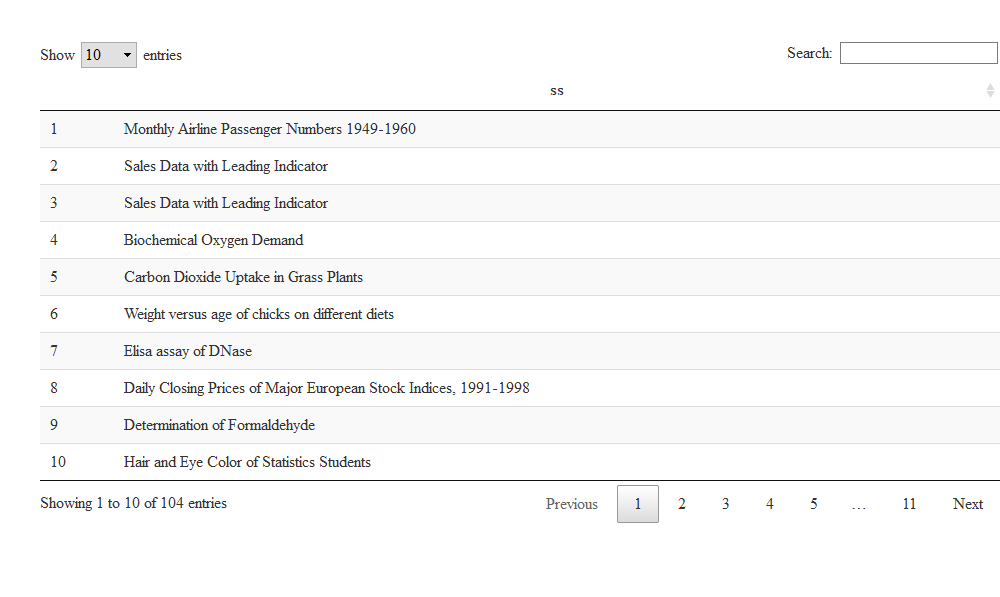 Show 10 entries Search:
ss
1 Monthly Airline Passenger Numbers 1949-1960
2 Sales Data with Leading Indicator
3 Sales Data with Leading Indicator
4 Biochemical Oxygen Demand
5 Carbon Dioxide Uptake in Grass Plants
6 Weight versus age of chicks on different diets
7 Elisa assay of DNase
8 Daily Closing Prices of Major European Stock Indices, 1991-1998
9 Determination of Formaldehyde
10 Hair and Eye Color of Statistics Students
Showing 1 to 10 of 104 entries Previous 1 2 3 4 5 … 11 Next